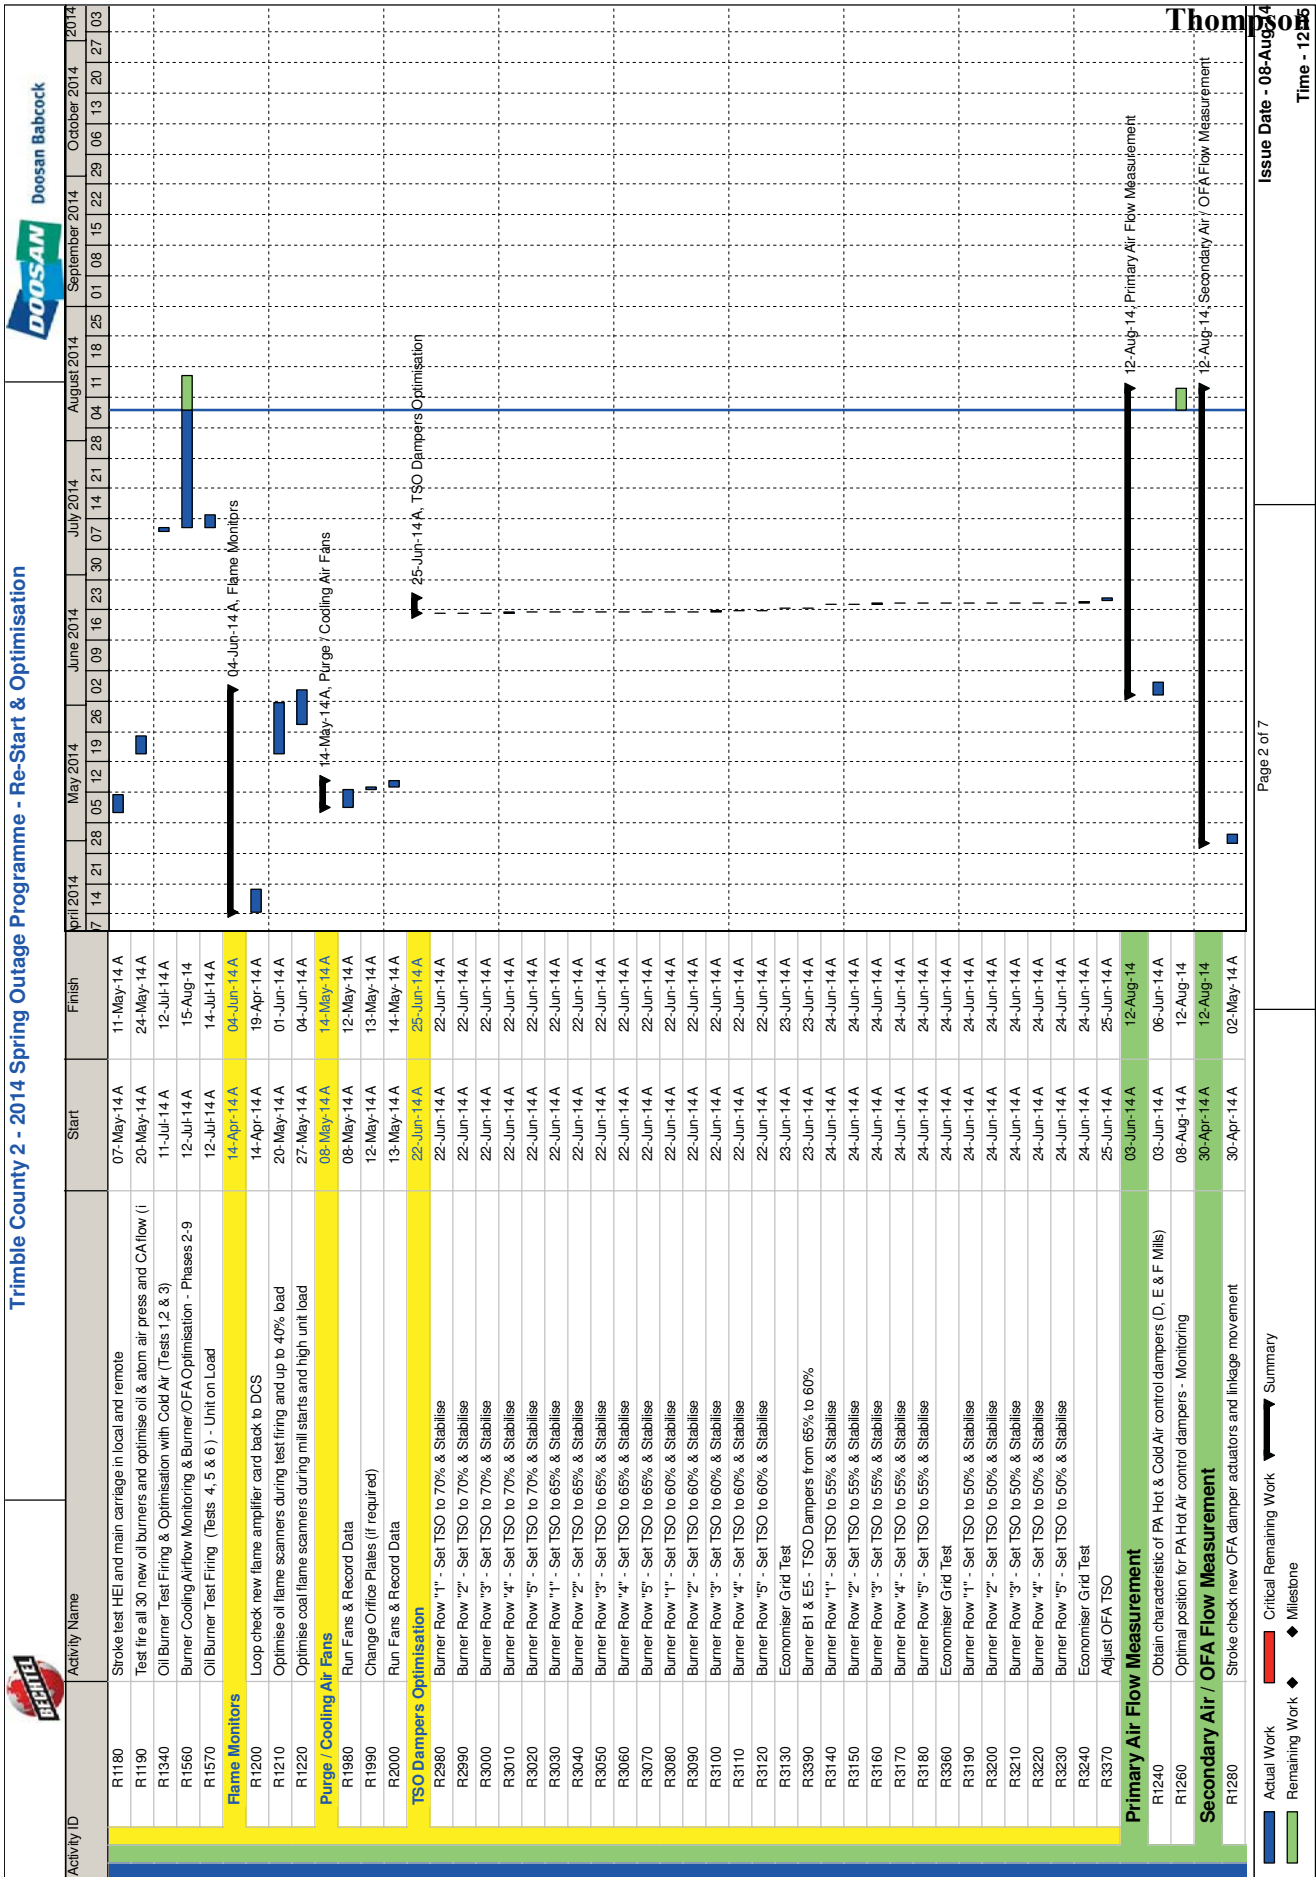 Thompson
BECHTEL
Trimble County 2 - 2014 Spring Outage Programme - Re-Start & Optimisation
DOOSAN Doosan Babcock
Activity ID Activity Name Start Finish
pril 2014 May 2014 June 2014 July 2014 August 2014 September 2014 October 2014 2014
7 14 21 28 05 12 19 26 02 09 16 23 30 07 14 21 28 04 11 18 25 01 08 15 22 29 06 13 20 27 03
R1180 Stroke test HEI and main carriage in local and remote 07-May-14 A 11-May-14 A
R1190 Test fire all 30 new oil burners and optimise oil & atom air press and CA flow (i 20-May-14 A 24-May-14 A
R1340 Oil Burner Test Firing & Optimisation with Cold Air (Tests 1,2 & 3) 11-Jul-14 A 12-Jul-14 A
R1560 Burner Cooling Airflow Monitoring & Burner/OFA Optimisation - Phases 2-9 12-Jul-14 A 15-Aug-14
R1570 Oil Burner Test Firing (Tests 4, 5 & 6 ) - Unit on Load 12-Jul-14 A 14-Jul-14 A
Flame Monitors 14-Apr-14 A 04-Jun-14 A 04-Jun-14 A, Flame Monitors
R1200 Loop check new flame amplifier card back to DCS 14-Apr-14 A 19-Apr-14 A
R1210 Optimise oil flame scanners during test firing and up to 40% load 20-May-14 A 01-Jun-14 A
R1220 Optimise coal flame scanners during mill starts and high unit load 27-May-14 A 04-Jun-14 A
Purge / Cooling Air Fans 08-May-14 A 14-May-14 A 14-May-14 A, Purge / Cooling Air Fans
R1980 Run Fans & Record Data 08-May-14 A 12-May-14 A
R1990 Change Orifice Plates (if required) 12-May-14 A 13-May-14 A
R2000 Run Fans & Record Data 13-May-14 A 14-May-14 A
TSO Dampers Optimisation 22-Jun-14 A 25-Jun-14 A 25-Jun-14 A, TSO Dampers Optimisation
R2980 Burner Row "1" - Set TSO to 70% & Stabilise 22-Jun-14 A 22-Jun-14 A
R2990 Burner Row "2" - Set TSO to 70% & Stabilise 22-Jun-14 A 22-Jun-14 A
R3000 Burner Row "3" - Set TSO to 70% & Stabilise 22-Jun-14 A 22-Jun-14 A
R3010 Burner Row "4" - Set TSO to 70% & Stabilise 22-Jun-14 A 22-Jun-14 A
R3020 Burner Row "5" - Set TSO to 70% & Stabilise 22-Jun-14 A 22-Jun-14 A
R3030 Burner Row "1" - Set TSO to 65% & Stabilise 22-Jun-14 A 22-Jun-14 A
R3040 Burner Row "2" - Set TSO to 65% & Stabilise 22-Jun-14 A 22-Jun-14 A
R3050 Burner Row "3" - Set TSO to 65% & Stabilise 22-Jun-14 A 22-Jun-14 A
R3060 Burner Row "4" - Set TSO to 65% & Stabilise 22-Jun-14 A 22-Jun-14 A
R3070 Burner Row "5" - Set TSO to 65% & Stabilise 22-Jun-14 A 22-Jun-14 A
R3080 Burner Row "1" - Set TSO to 60% & Stabilise 22-Jun-14 A 22-Jun-14 A
R3090 Burner Row "2" - Set TSO to 60% & Stabilise 22-Jun-14 A 22-Jun-14 A
R3100 Burner Row "3" - Set TSO to 60% & Stabilise 22-Jun-14 A 22-Jun-14 A
R3110 Burner Row "4" - Set TSO to 60% & Stabilise 22-Jun-14 A 22-Jun-14 A
R3120 Burner Row "5" - Set TSO to 60% & Stabilise 22-Jun-14 A 22-Jun-14 A
R3130 Economiser Grid Test 23-Jun-14 A 23-Jun-14 A
R3390 Burner B1 & E5 - TSO Dampers from 65% to 60% 23-Jun-14 A 23-Jun-14 A
R3140 Burner Row "1" - Set TSO to 55% & Stabilise 24-Jun-14 A 24-Jun-14 A
R3150 Burner Row "2" - Set TSO to 55% & Stabilise 24-Jun-14 A 24-Jun-14 A
R3160 Burner Row "3" - Set TSO to 55% & Stabilise 24-Jun-14 A 24-Jun-14 A
R3170 Burner Row "4" - Set TSO to 55% & Stabilise 24-Jun-14 A 24-Jun-14 A
R3180 Burner Row "5" - Set TSO to 55% & Stabilise 24-Jun-14 A 24-Jun-14 A
R3360 Economiser Grid Test 24-Jun-14 A 24-Jun-14 A
R3190 Burner Row "1" - Set TSO to 50% & Stabilise 24-Jun-14 A 24-Jun-14 A
R3200 Burner Row "2" - Set TSO to 50% & Stabilise 24-Jun-14 A 24-Jun-14 A
R3210 Burner Row "3" - Set TSO to 50% & Stabilise 24-Jun-14 A 24-Jun-14 A
R3220 Burner Row "4" - Set TSO to 50% & Stabilise 24-Jun-14 A 24-Jun-14 A
R3230 Burner Row "5" - Set TSO to 50% & Stabilise 24-Jun-14 A 24-Jun-14 A
R3240 Economiser Grid Test 24-Jun-14 A 24-Jun-14 A
R3370 Adjust OFA TSO 25-Jun-14 A 25-Jun-14 A
Primary Air Flow Measurement 03-Jun-14 A 12-Aug-14 12-Aug-14, Primary Air Flow Measurement
R1240 Obtain characteristic of PA Hot & Cold Air control dampers (D, E & F Mills) 03-Jun-14 A 06-Jun-14 A
R1260 Optimal position for PA Hot Air control dampers - Monitoring 08-Aug-14 A 12-Aug-14
Secondary Air / OFA Flow Measurement 30-Apr-14 A 12-Aug-14 12-Aug-14, Secondary Air / OFA Flow Measurement
R1280 Stroke check new OFA damper actuators and linkage movement 30-Apr-14 A 02-May-14 A
Actual Work Critical Remaining Work Summary
Remaining Work Milestone
Page 2 of 7
Issue Date - 08-Aug-14
Time - 12: